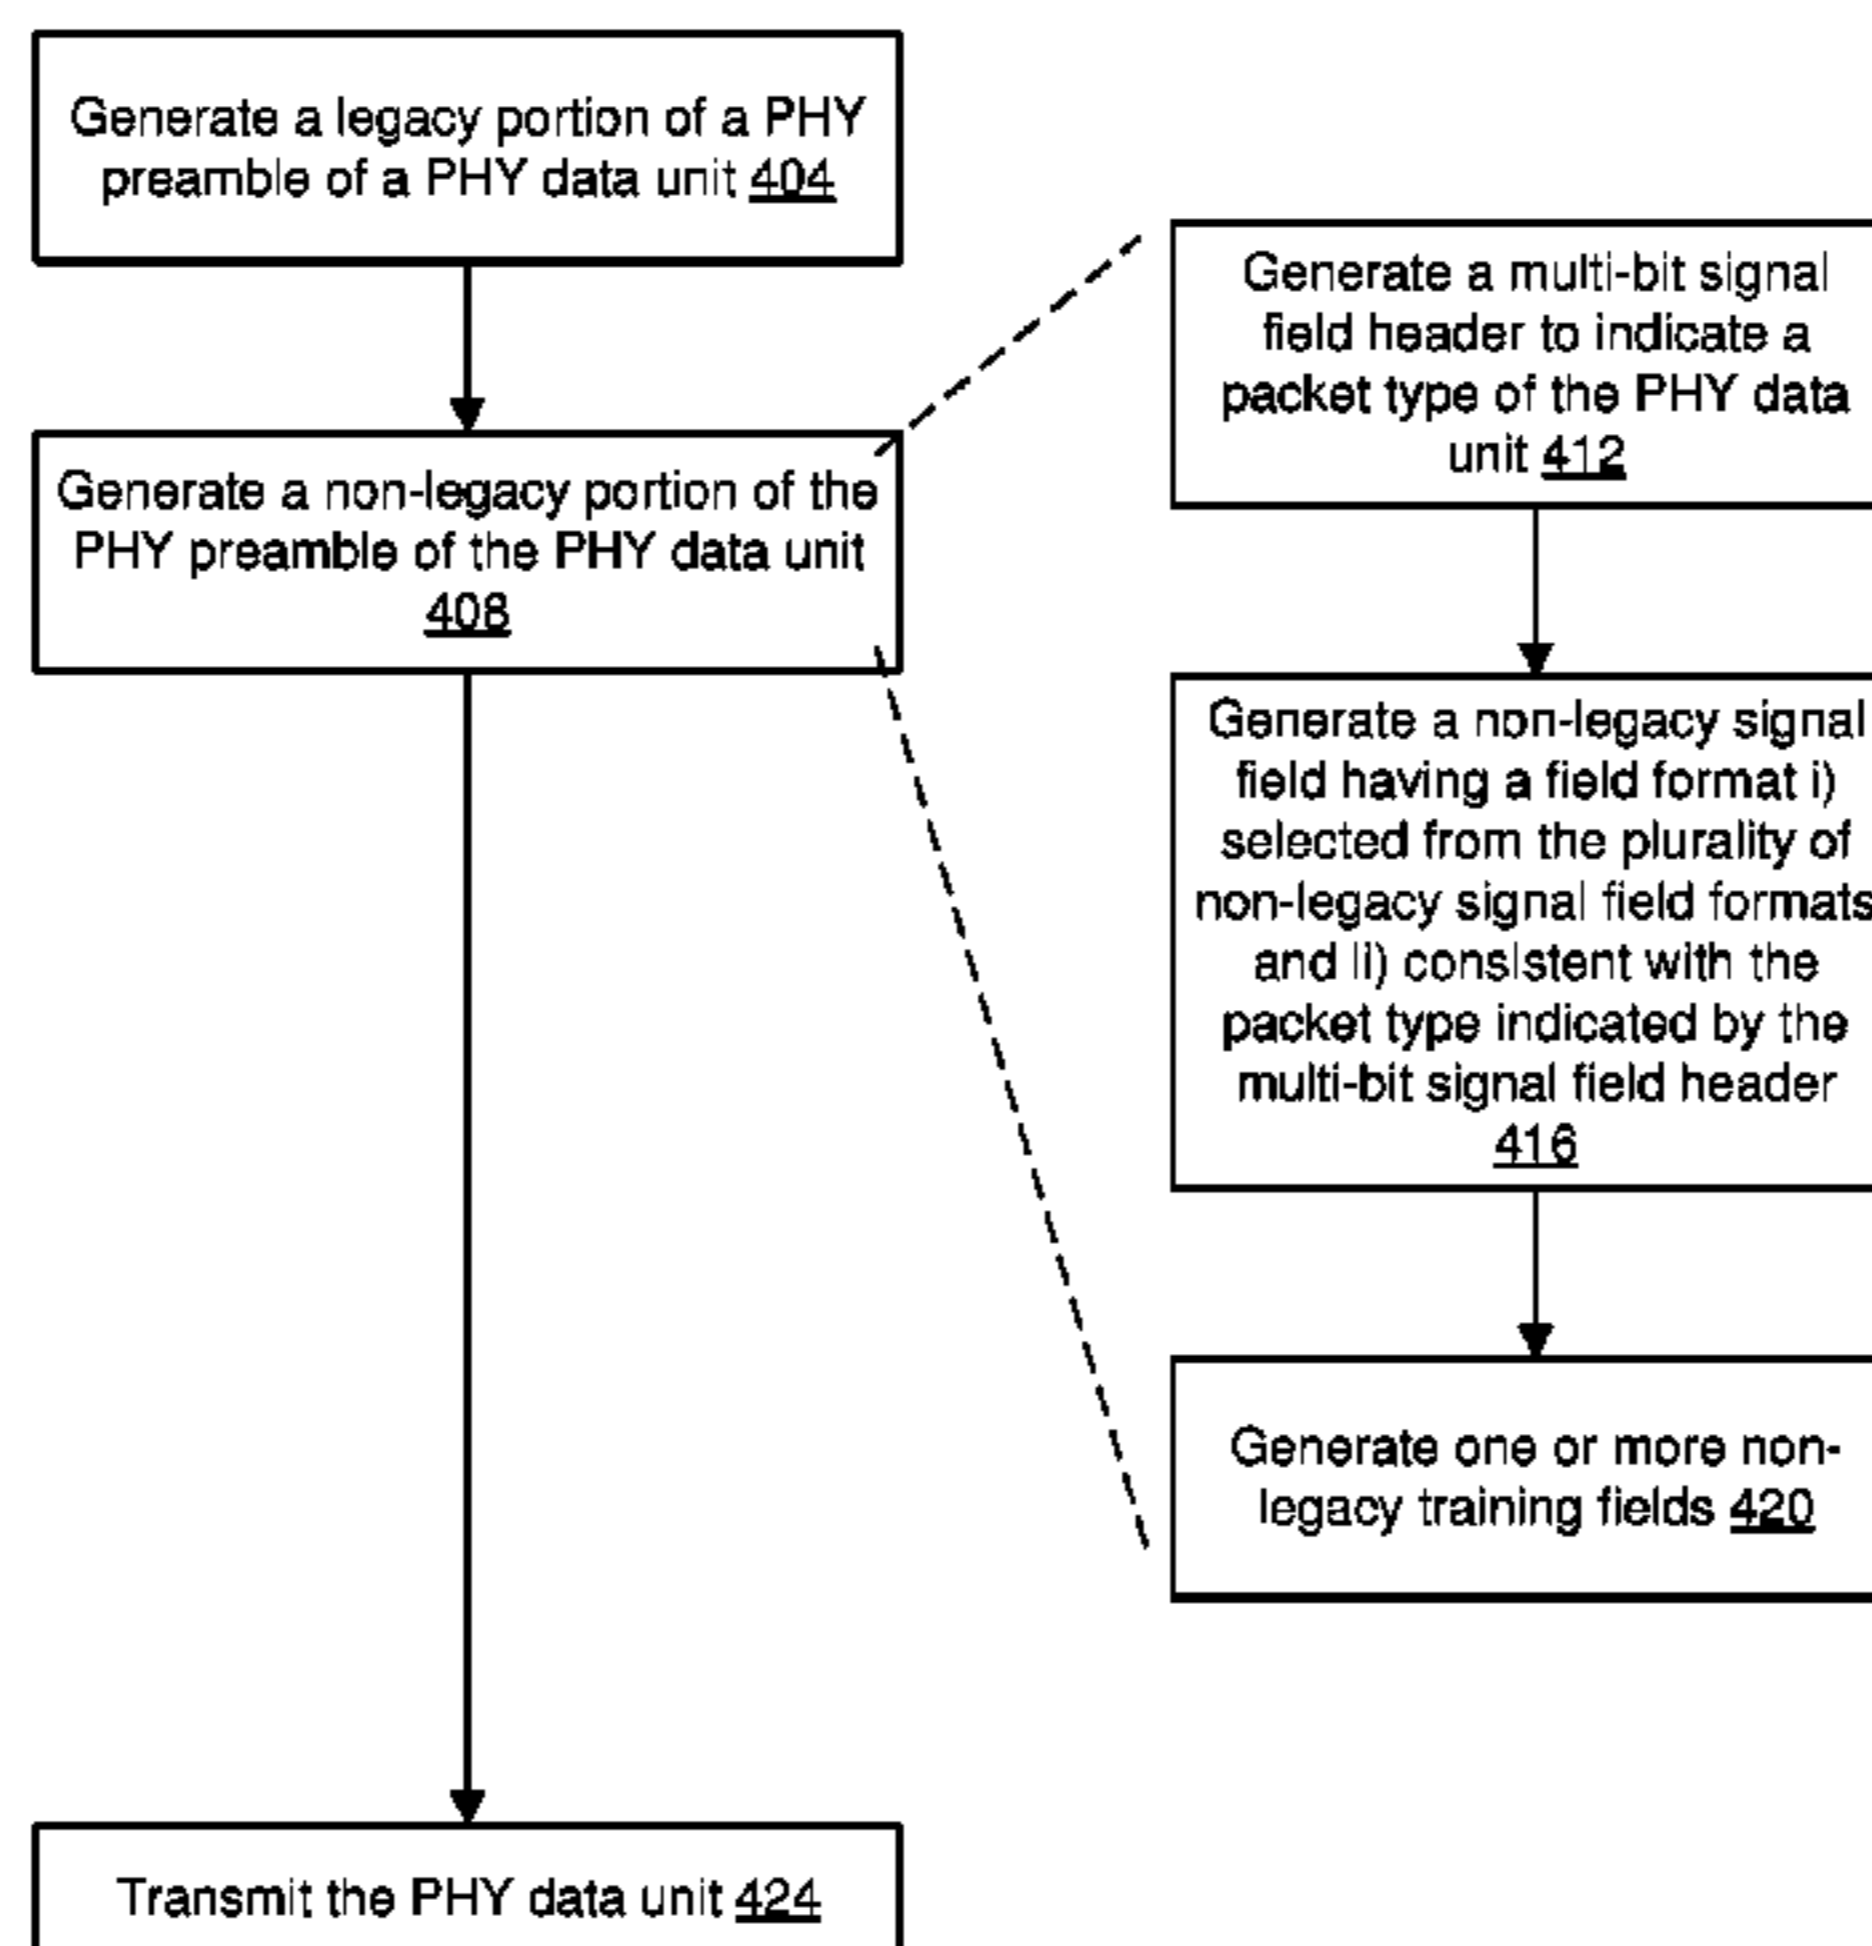 Generate a legacy portion of a PHY
preamble of a PHY data unit 404
Generate a non-legacy portion of the
PHY preamble of the PHY data unit
408
Generate a multi-bit signal
field header to indicate a
packet type of the PHY data
unit 412
Generate a non-legacy signal
field having a field format i)
selected from the plurality of
non-legacy signal field formats
and ii) consistent with the
packet type indicated by the
multi-bit signal field header
416
Generate one or more non-
legacy training fields 420
Transmit the PHY data unit 424